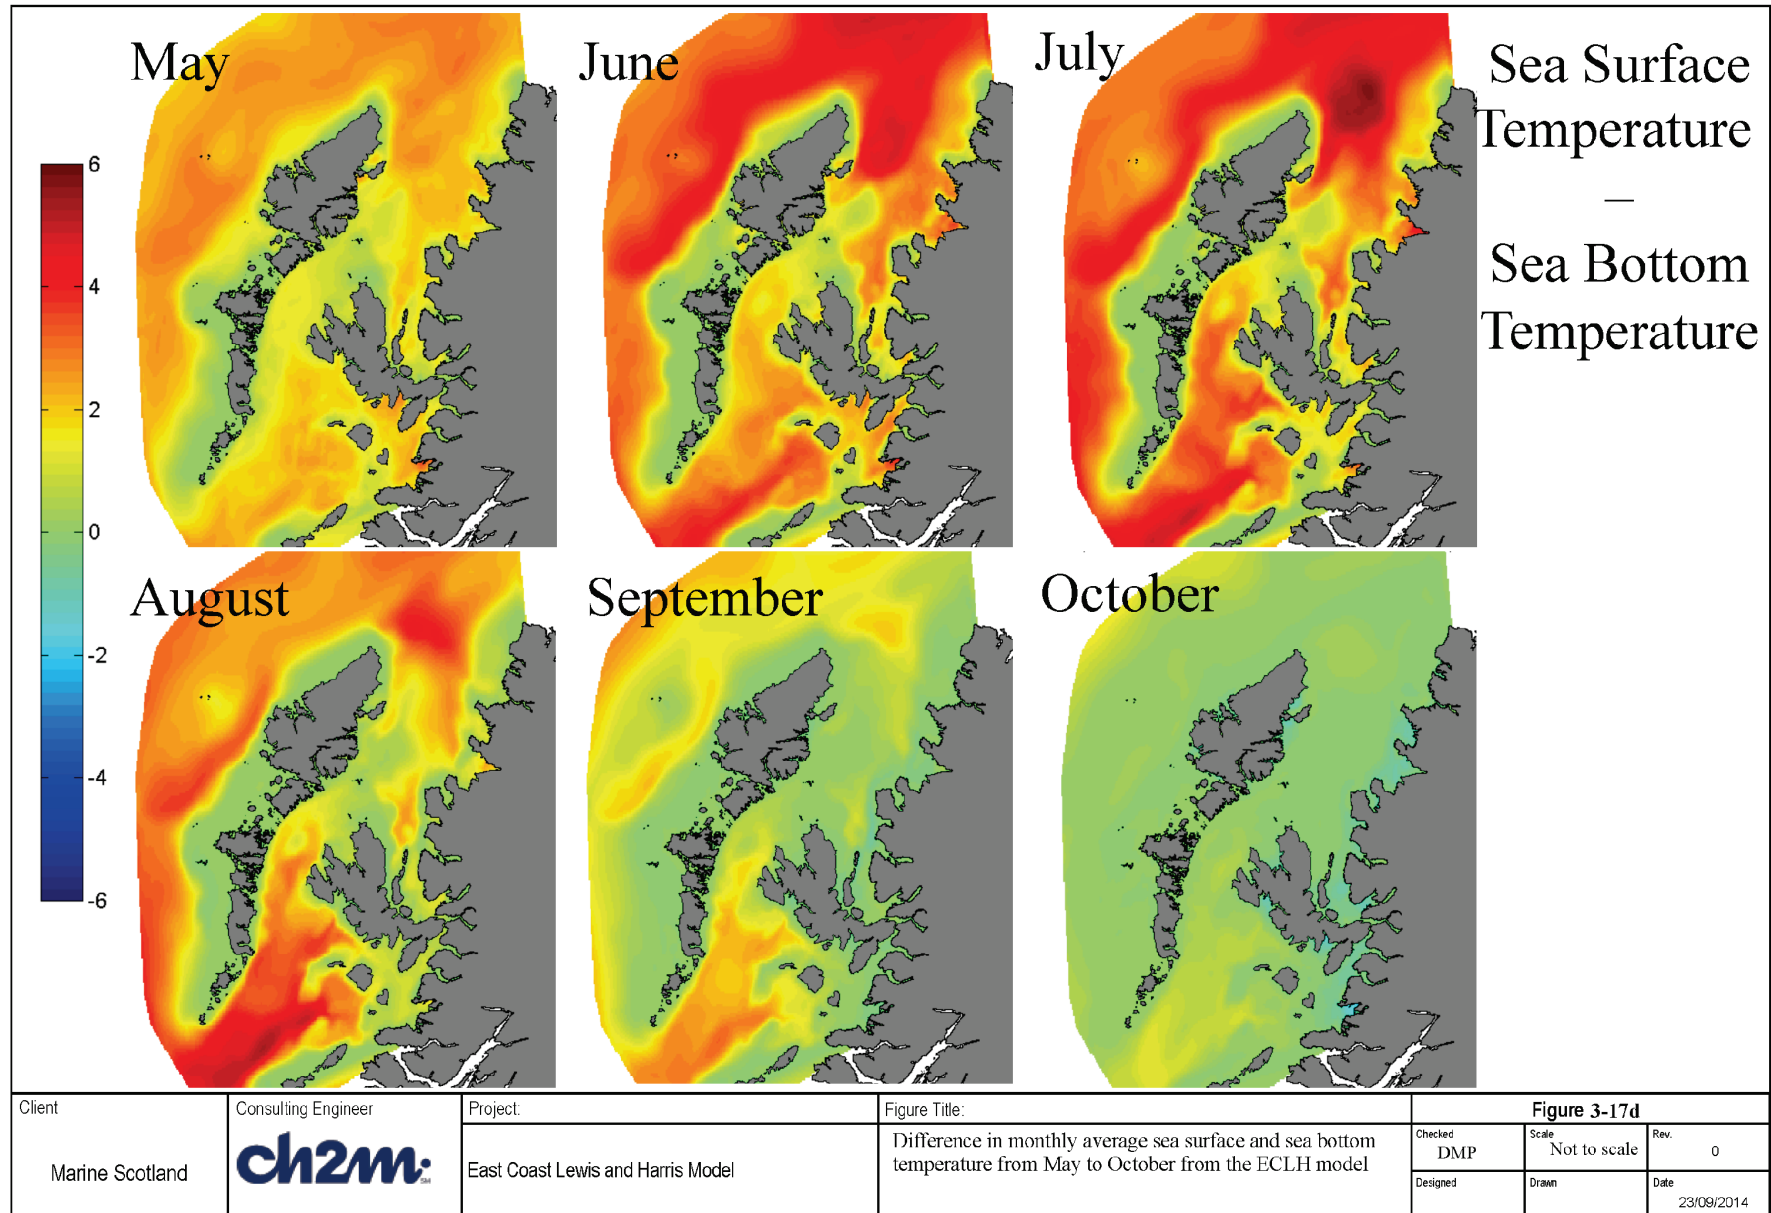 May
June
July
Sea Surface
Temperature
—
Sea Bottom
Temperature
6
4
2
0
-2
-4
-6
August
September
October
Client
Marine Scotland
Consulting Engineer
ch2m:
SM
Project:
East Coast Lewis and Harris Model
Figure Title:
Difference in monthly average sea surface and sea bottom
temperature from May to October from the ECLH model
Figure 3-17d
Checked
DMP
Scale
Not to scale
Rev.
0
Designed
Drawn
Date
23/09/2014